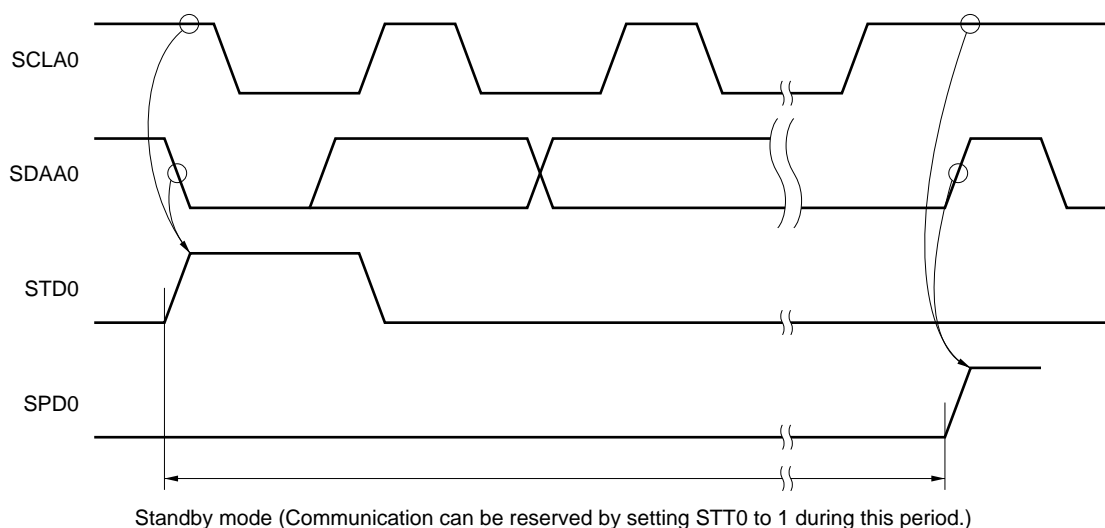 SCLA0
SDAA0
STD0
SPD0
Standby mode (Communication can be reserved by setting STT0 to 1 during this period.)